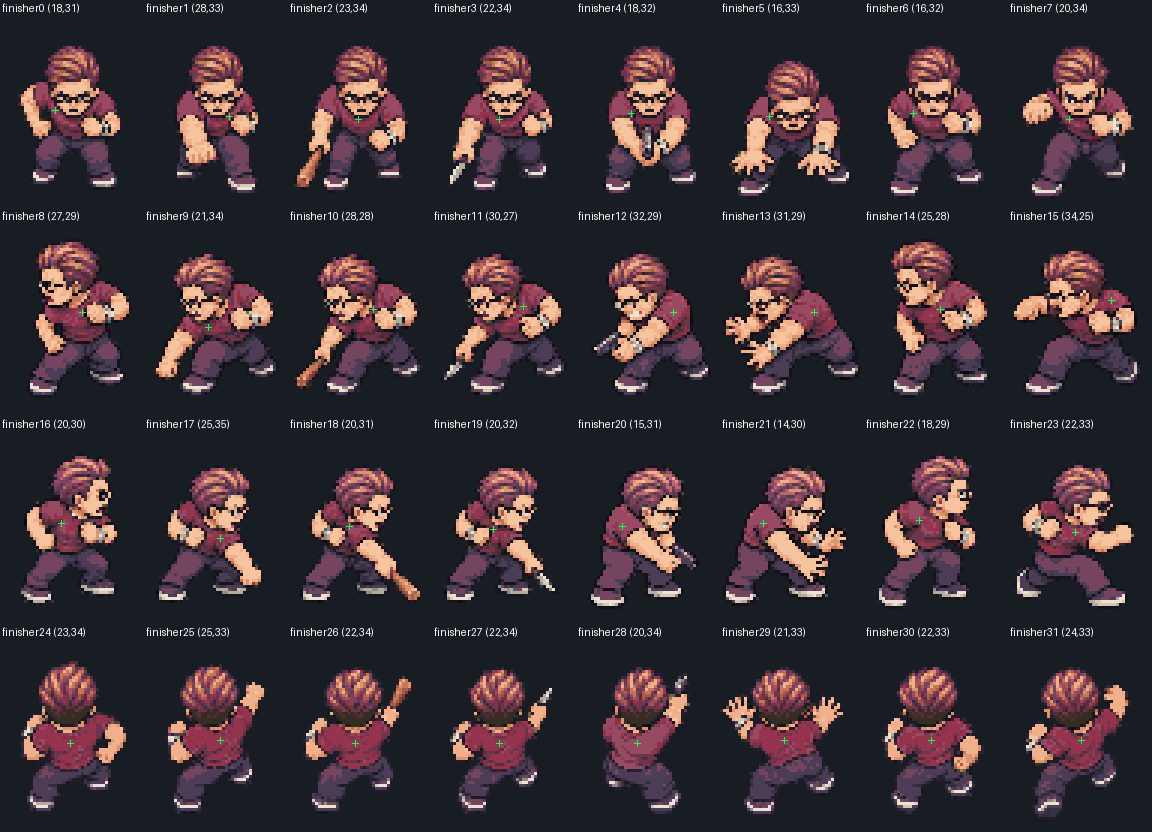 finisher0 (18,31) finisher1 (28,33) finisher2 (23,34) finisher3 (22,34) finisher4 (18,32) finisher5 (16,33) finisher6 (16,32) finisher7 (20,34)
finisher8 (27,29) finisher9 (21,34) finisher10 (28,28) finisher11 (30,27) finisher12 (32,29) finisher13 (31,29) finisher14 (25,28) finisher15 (34,25)
finisher16 (20,30) finisher17 (25,35) finisher18 (20,31) finisher19 (20,32) finisher20 (15,31) finisher21 (14,30) finisher22 (18,29) finisher23 (22,33)
finisher24 (23,34) finisher25 (25,33) finisher26 (22,34) finisher27 (22,34) finisher28 (20,34) finisher29 (21,33) finisher30 (22,33) finisher31 (24,33)